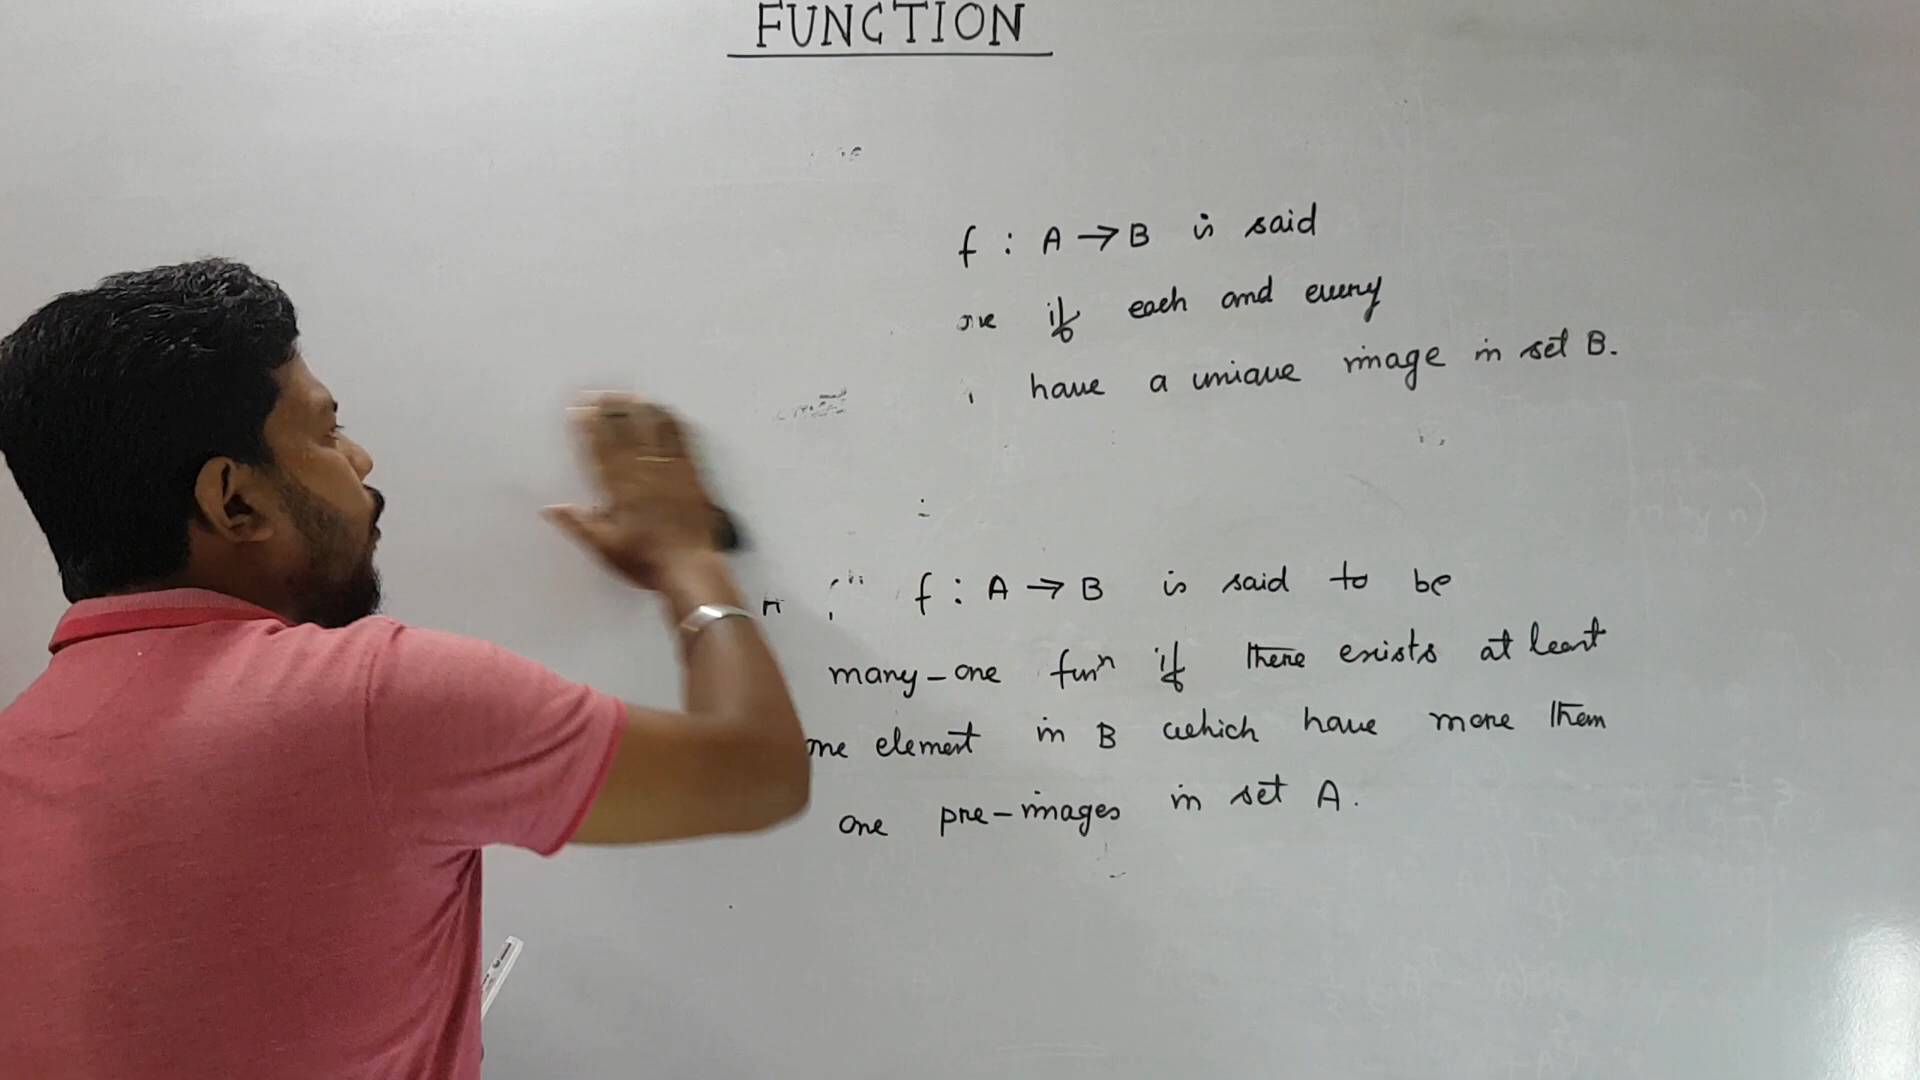 FUNCTION
f : A → B is said
if each and every
have a unique image in set B.
f : A → B is said to be
many-one funⁿ if there exists at least
one element in B which have more than
one pre-images in set A.